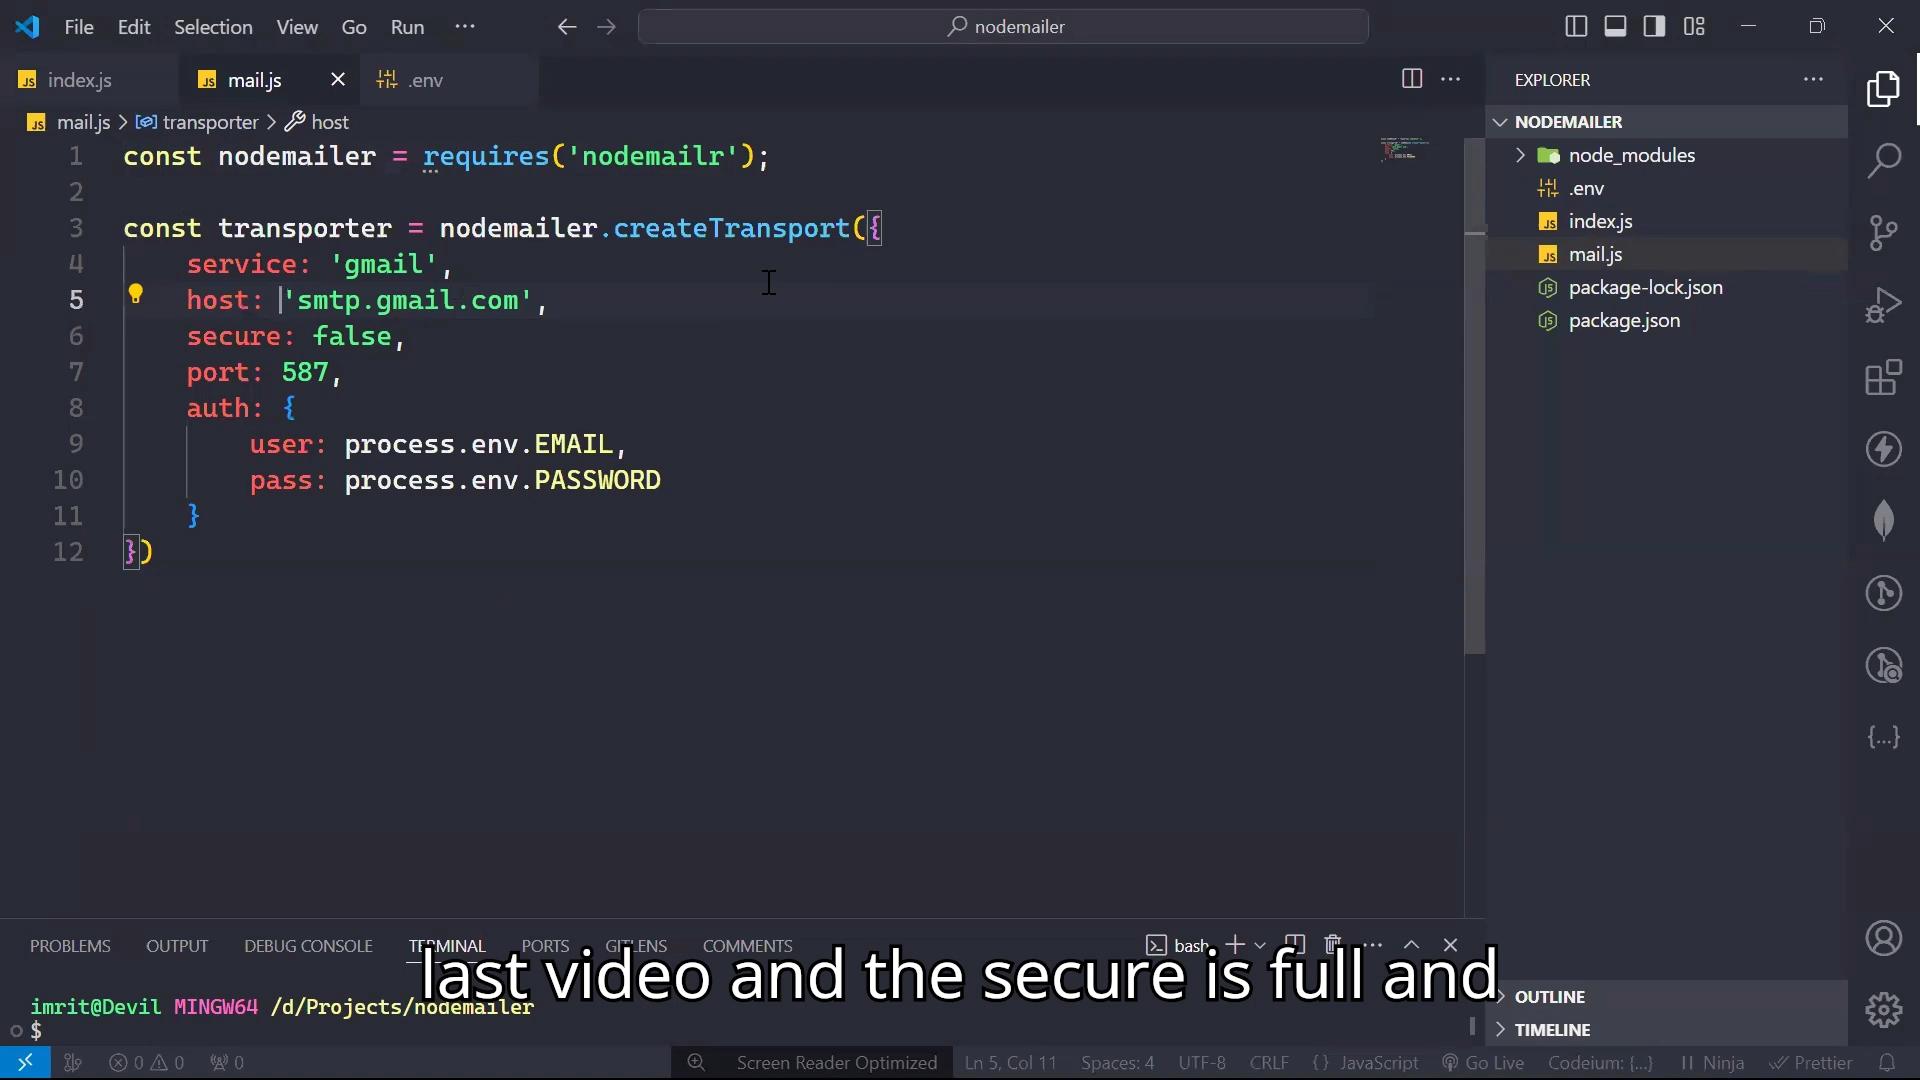 File Edit Selection View Go Run ··· nodemailer
index.js mail.js .env
mail.js > transporter > host
1 const nodemailer = requires('nodemailr');
2
3 const transporter = nodemailer.createTransport({
4 service: 'gmail',
5 host: 'smtp.gmail.com',
6 secure: false,
7 port: 587,
8 auth: {
9 user: process.env.EMAIL,
10 pass: process.env.PASSWORD
11 }
12 })
EXPLORER
NODEMAILER
node_modules
.env
index.js
mail.js
package-lock.json
package.json
OUTLINE
TIMELINE
PROBLEMS OUTPUT DEBUG CONSOLE TERMINAL PORTS GITLENS COMMENTS bash
last video and the secure is full and
imrit@Devil MINGW64 /d/Projects/nodemailer
$
0 0 0 Screen Reader Optimized Ln 5, Col 11 Spaces: 4 UTF-8 CRLF {} JavaScript Go Live Codeium: {...} Ninja Prettier